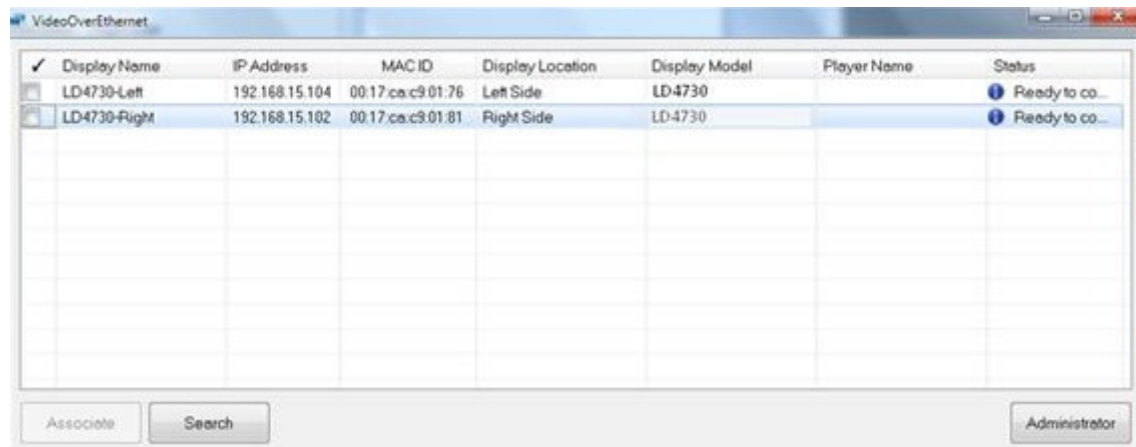 VideoOverEthernet
✓ Display Name IP Address MAC ID Display Location Display Model Player Name Status
LD4730-Left 192.168.15.104 00:17:ca:c9:01:76 Left Side LD4730 Ready to co...
LD4730-Right 192.168.15.102 00:17:ca:c9:01:81 Right Side LD4730 Ready to co...
Associate Search Administrator